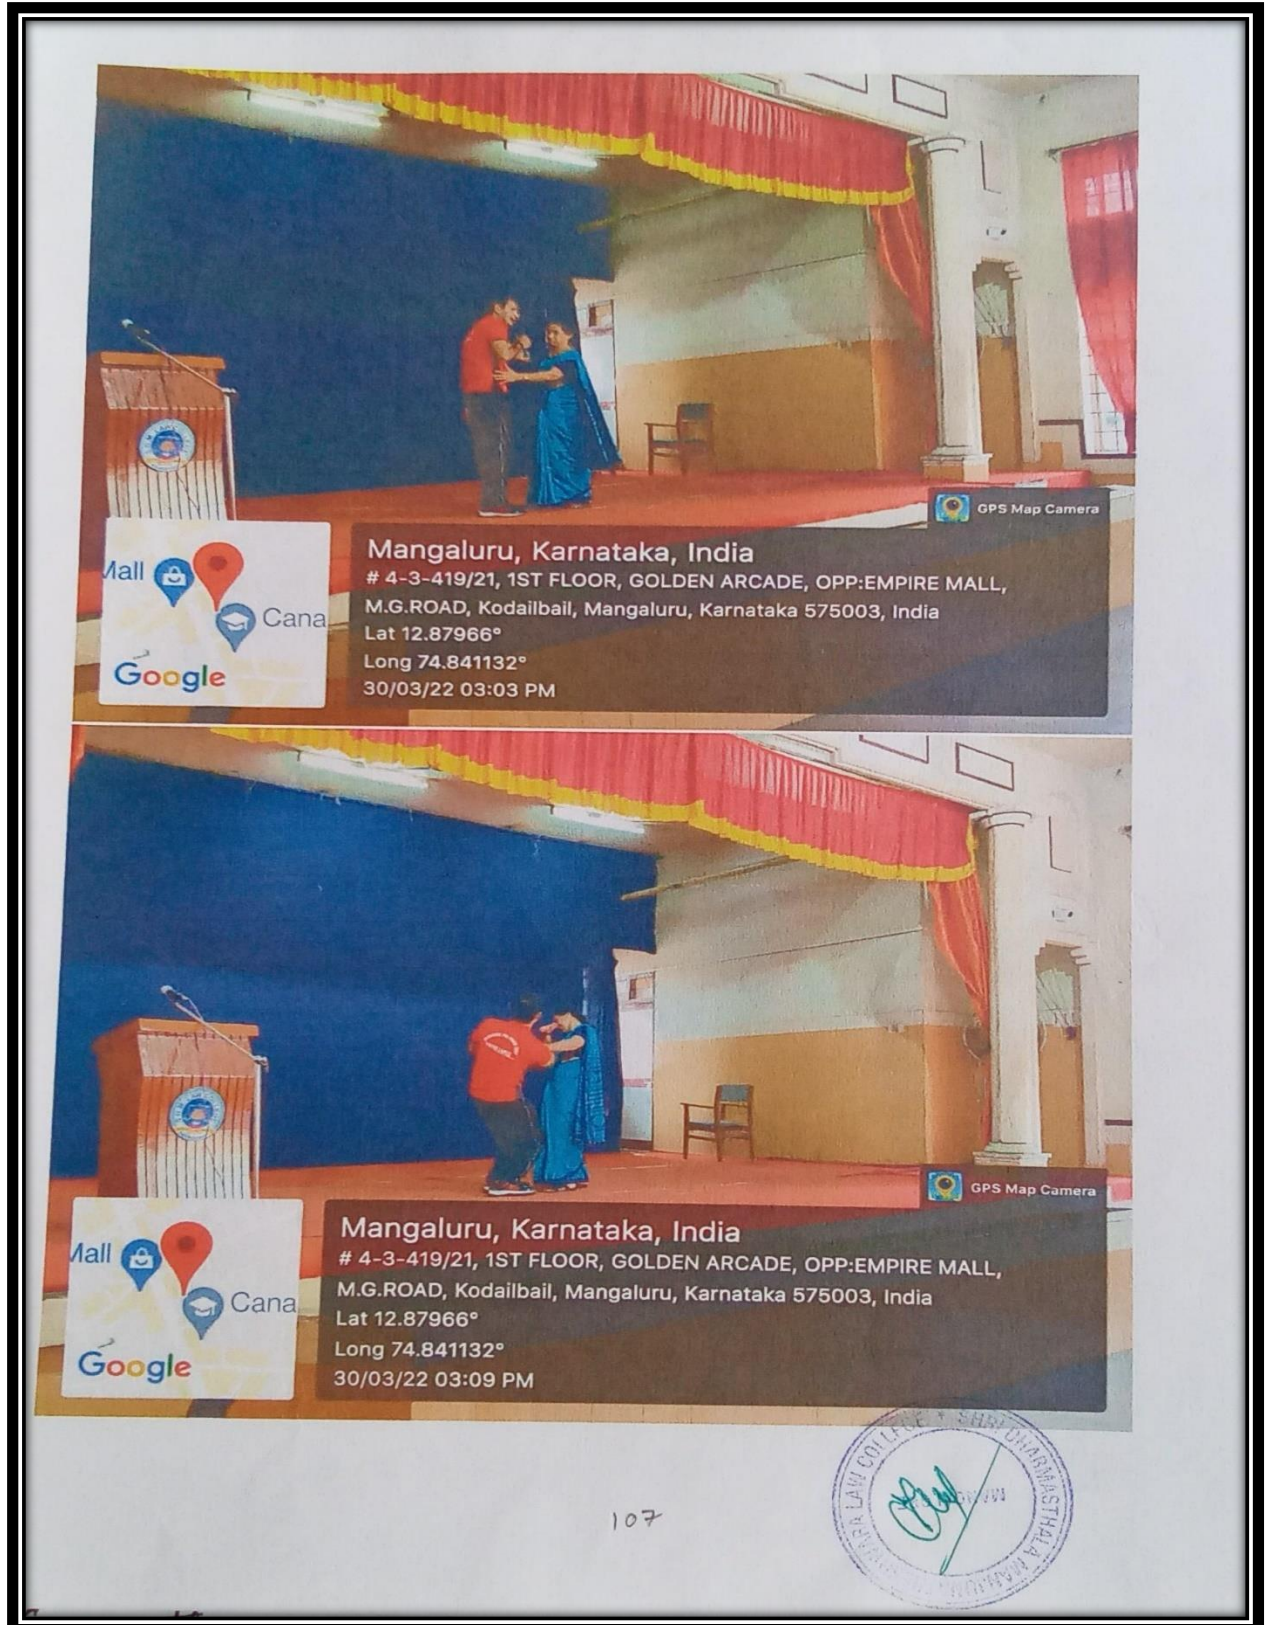 GPS Map Camera
Mangaluru, Karnataka, India
# 4-3-419/21, 1ST FLOOR, GOLDEN ARCADE, OPP:EMPIRE MALL,
M.G.ROAD, Kodailbail, Mangaluru, Karnataka 575003, India
Lat 12.87966°
Long 74.841132°
30/03/22 03:03 PM
Mall
Cana
Google
GPS Map Camera
Mangaluru, Karnataka, India
# 4-3-419/21, 1ST FLOOR, GOLDEN ARCADE, OPP:EMPIRE MALL,
M.G.ROAD, Kodailbail, Mangaluru, Karnataka 575003, India
Lat 12.87966°
Long 74.841132°
30/03/22 03:09 PM
Mall
Cana
Google
107
LAW COLLEGE * SHRI DHARMASTHALA